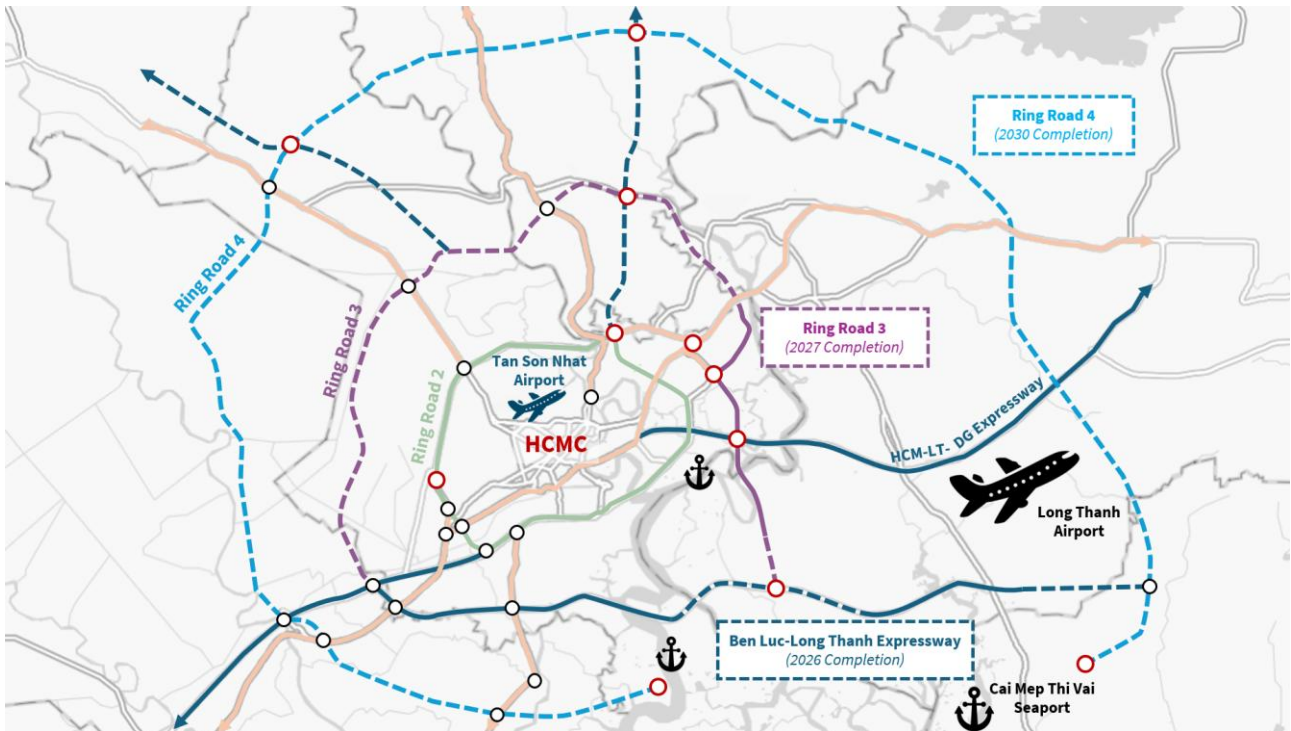 Ring Road 4
(2030 Completion)
Ring Road 4
Ring Road 3
Ring Road 3
(2027 Completion)
Tan Son Nhat
Airport
Ring Road 2
HCMC
HCM-LT- DG Expressway
Long Thanh
Airport
Ben Luc-Long Thanh Expressway
(2026 Completion)
Cai Mep Thi Vai
Seaport